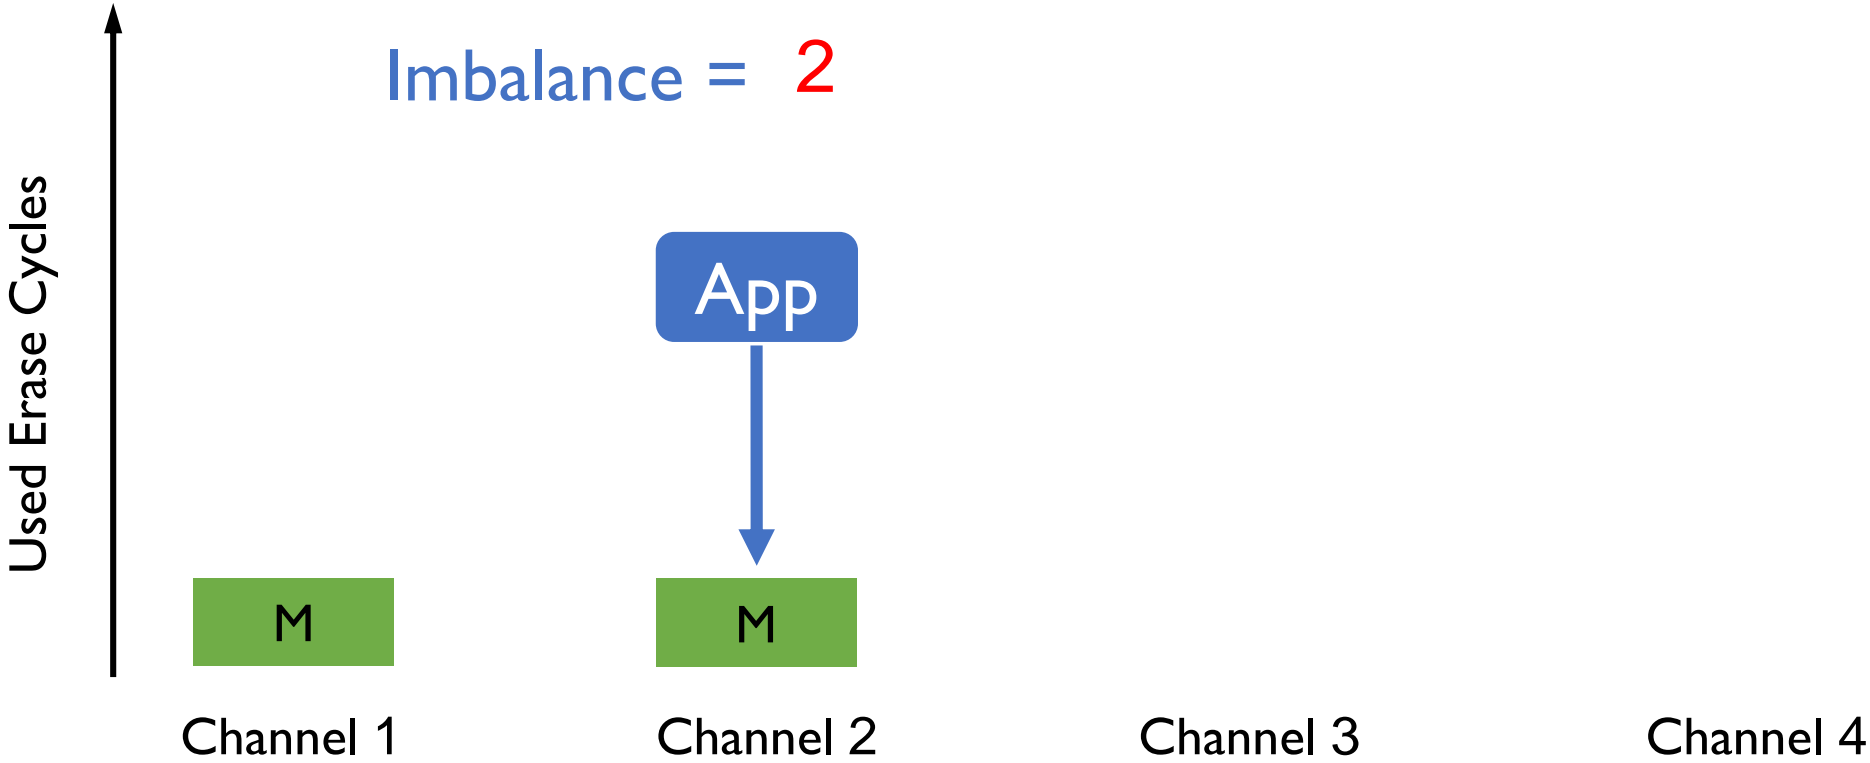 Imbalance = 2
Used Erase Cycles
App
M
M
Channel 1
Channel 2
Channel 3
Channel 4